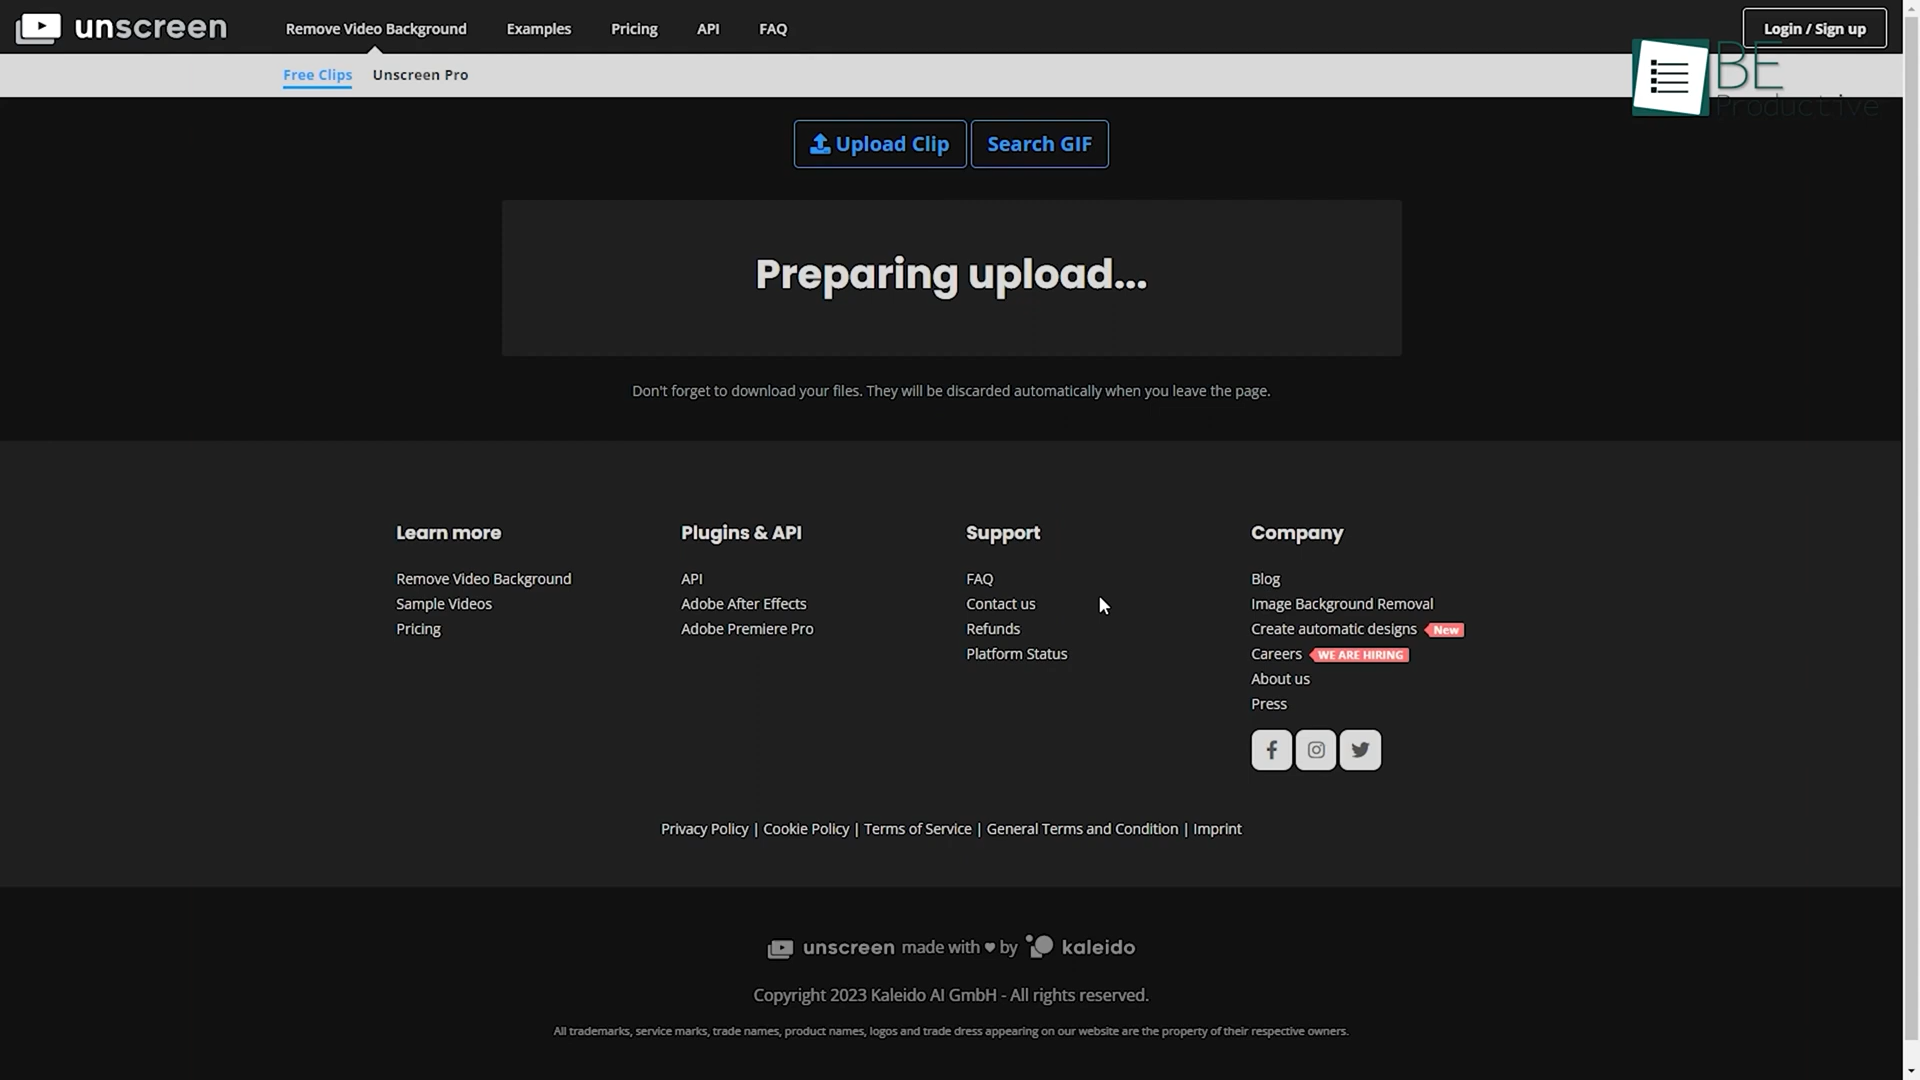 unscreen
Remove Video Background Examples Pricing API FAQ
Login / Sign up
Free Clips Unscreen Pro
BE
Productive
Upload Clip Search GIF
Preparing upload...
Don't forget to download your files. They will be discarded automatically when you leave the page.
Learn more
Remove Video Background
Sample Videos
Pricing
Plugins & API
API
Adobe After Effects
Adobe Premiere Pro
Support
FAQ
Contact us
Refunds
Platform Status
Company
Blog
Image Background Removal
Create automatic designs New
Careers WE ARE HIRING
About us
Press
Privacy Policy | Cookie Policy | Terms of Service | General Terms and Condition | Imprint
unscreen made with ♥ by kaleido
Copyright 2023 Kaleido AI GmbH - All rights reserved.
All trademarks, service marks, trade names, product names, logos and trade dress appearing on our website are the property of their respective owners.